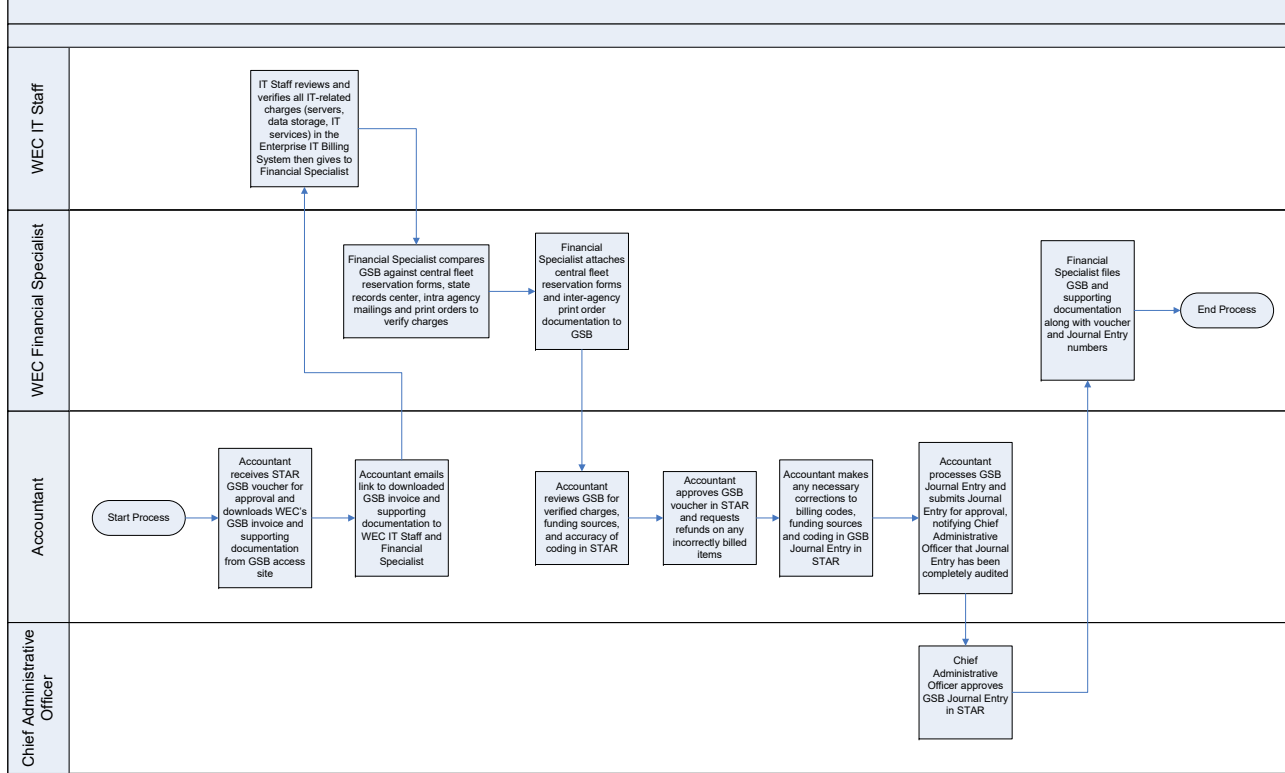 WEC IT Staff
IT Staff reviews and
verifies all IT-related
charges (servers,
data storage, IT
services) in the
Enterprise IT Billing
System then gives to
Financial Specialist
WEC Financial Specialist
Financial Specialist compares
GSB against central fleet
reservation forms, state
records center, intra agency
mailings and print orders to
verify charges
Financial
Specialist attaches
central fleet
reservation forms
and inter-agency
print order
documentation to
GSB
Financial
Specialist files
GSB and
supporting
documentation
along with voucher
and Journal Entry
numbers
End Process
Accountant
Start Process
Accountant
receives STAR
GSB voucher for
approval and
downloads WEC's
GSB invoice and
supporting
documentation
from GSB access
site
Accountant emails
link to downloaded
GSB invoice and
supporting
documentation to
WEC IT Staff and
Financial
Specialist
Accountant
reviews GSB for
verified charges,
funding sources,
and accuracy of
coding in STAR
Accountant
approves GSB
voucher in STAR
and requests
refunds on any
incorrectly billed
items
Accountant makes
any necessary
corrections to
billing codes,
funding sources
and coding in GSB
Journal Entry in
STAR
Accountant
processes GSB
Journal Entry and
submits Journal
Entry for approval,
notifying Chief
Administrative
Officer that Journal
Entry has been
completely audited
Chief Administrative
Officer
Chief
Administrative
Officer approves
GSB Journal Entry
in STAR